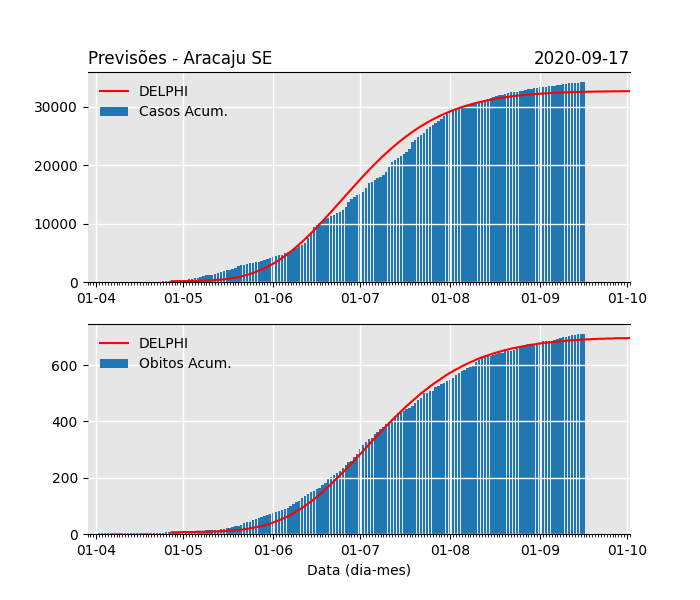 Previsões - Aracaju SE 2020-09-17
DELPHI
Casos Acum.
30000
20000
10000
0
01-04 01-05 01-06 01-07 01-08 01-09 01-10
DELPHI
Obitos Acum.
600
400
200
0
01-04 01-05 01-06 01-07 01-08 01-09 01-10
Data (dia-mes)